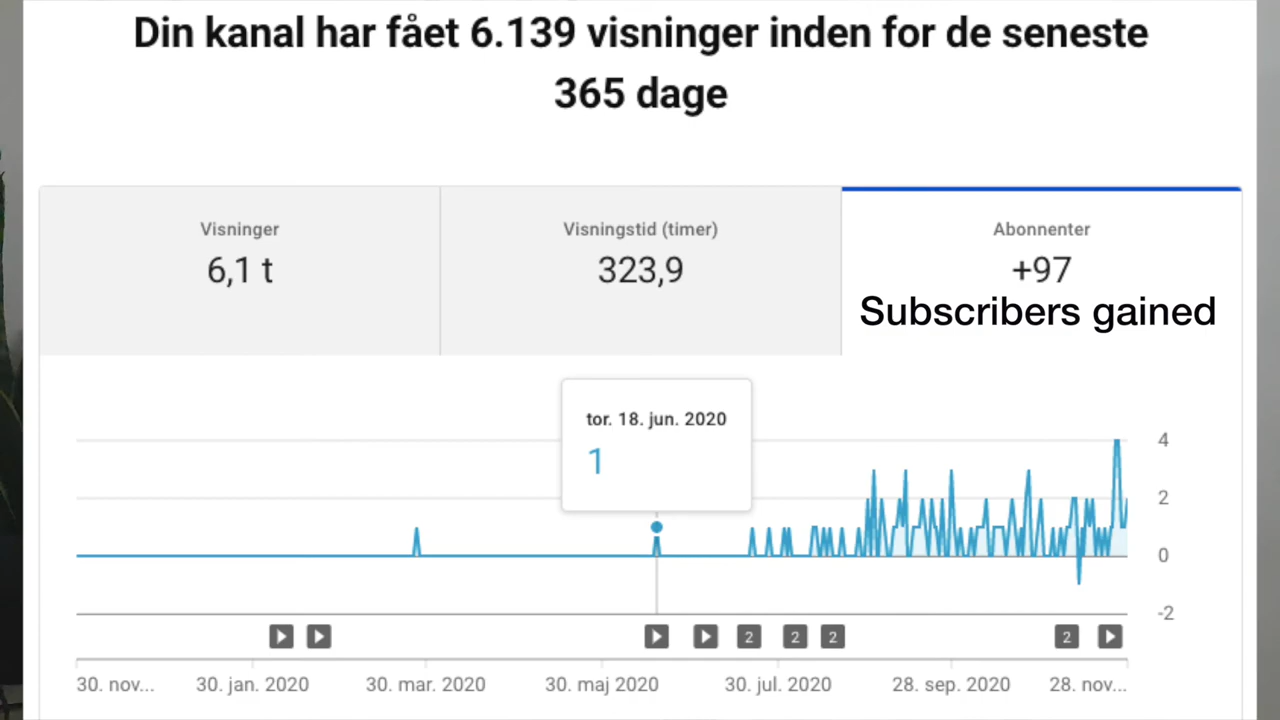 Din kanal har fået 6.139 visninger inden for de seneste
365 dage
Visninger
6,1 t
Visningstid (timer)
323,9
Abonnenter
+97
Subscribers gained
tor. 18. jun. 2020
1
4
2
0
-2
2
2
2
2
30. nov...
30. jan. 2020
30. mar. 2020
30. maj 2020
30. jul. 2020
28. sep. 2020
28. nov...